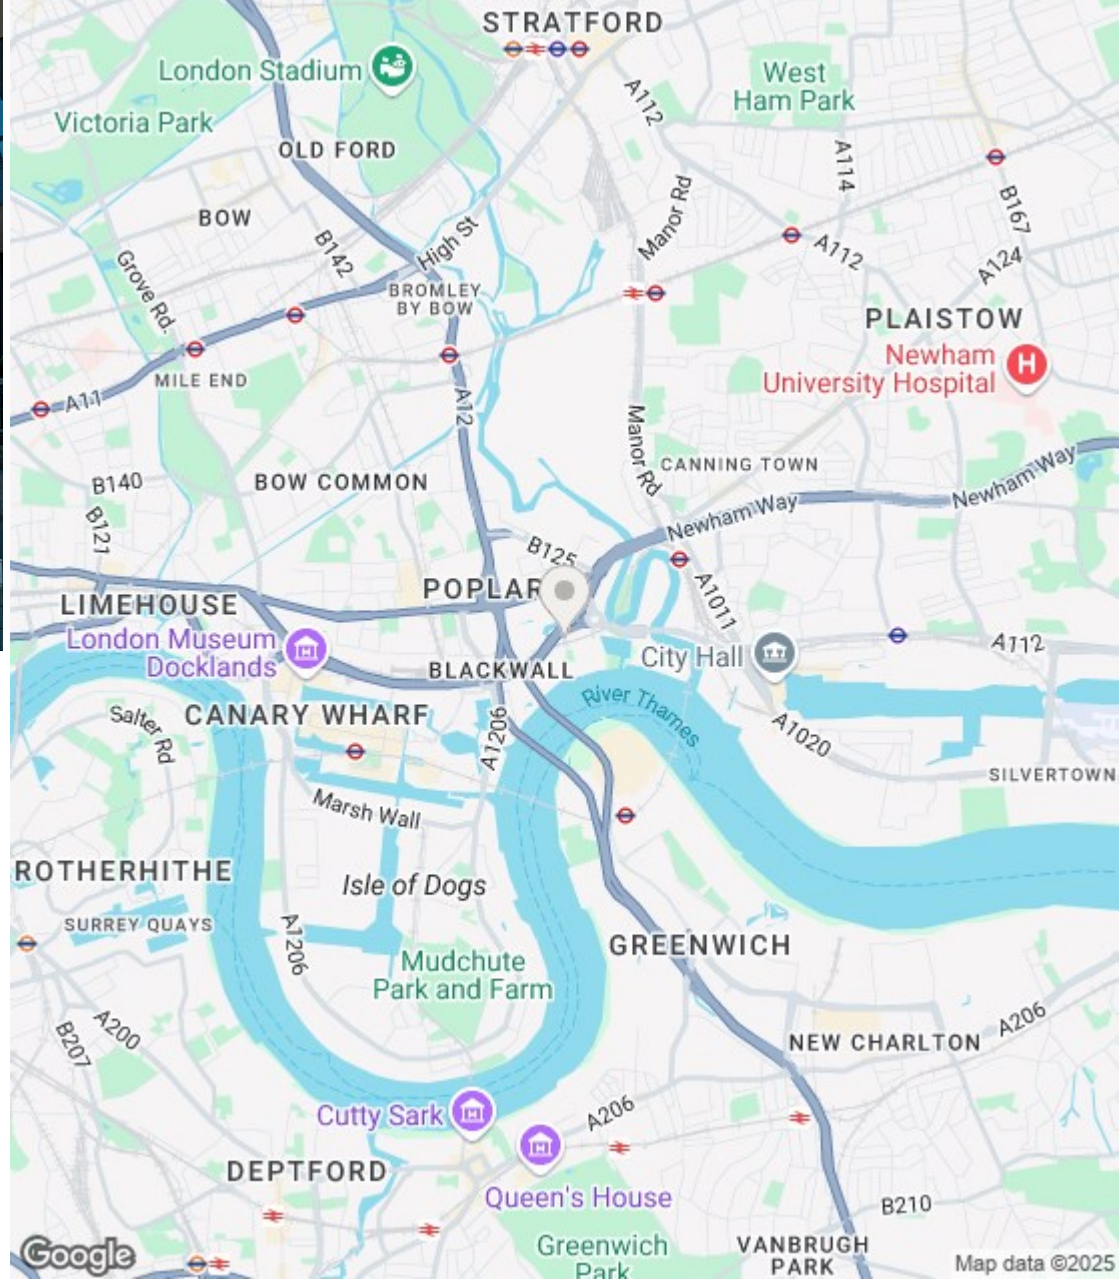 STRATFORD
London Stadium
West
Ham Park
Victoria Park
A112
OLD FORD
A114
BOW
Manor Rd
B167
B142
High St
A112
A124
Grove Rd.
BROMLEY
BY BOW
PLAISTOW
Newham
University Hospital
H
MILE END
A11
A12
Manor Rd
CANNING TOWN
Newham Way
B140
BOW COMMON
Newham Way
B121
B125
POPLAR
A1011
LIMEHOUSE
London Museum
Docklands
BLACKWALL
City Hall
A112
River Thames
Salter Rd
CANARY WHARF
A1206
A1020
SILVERTOWN
Marsh Wall
ROTHERHITHE
Isle of Dogs
SURREY QUAYS
A1206
GREENWICH
Mudchute
Park and Farm
A200
B207
NEW CHARLTON
A206
Cutty Sark
A206
DEPTFORD
Queen's House
B210
Greenwich
Park
VANBRUGH
PARK
Google
Map data ©2025